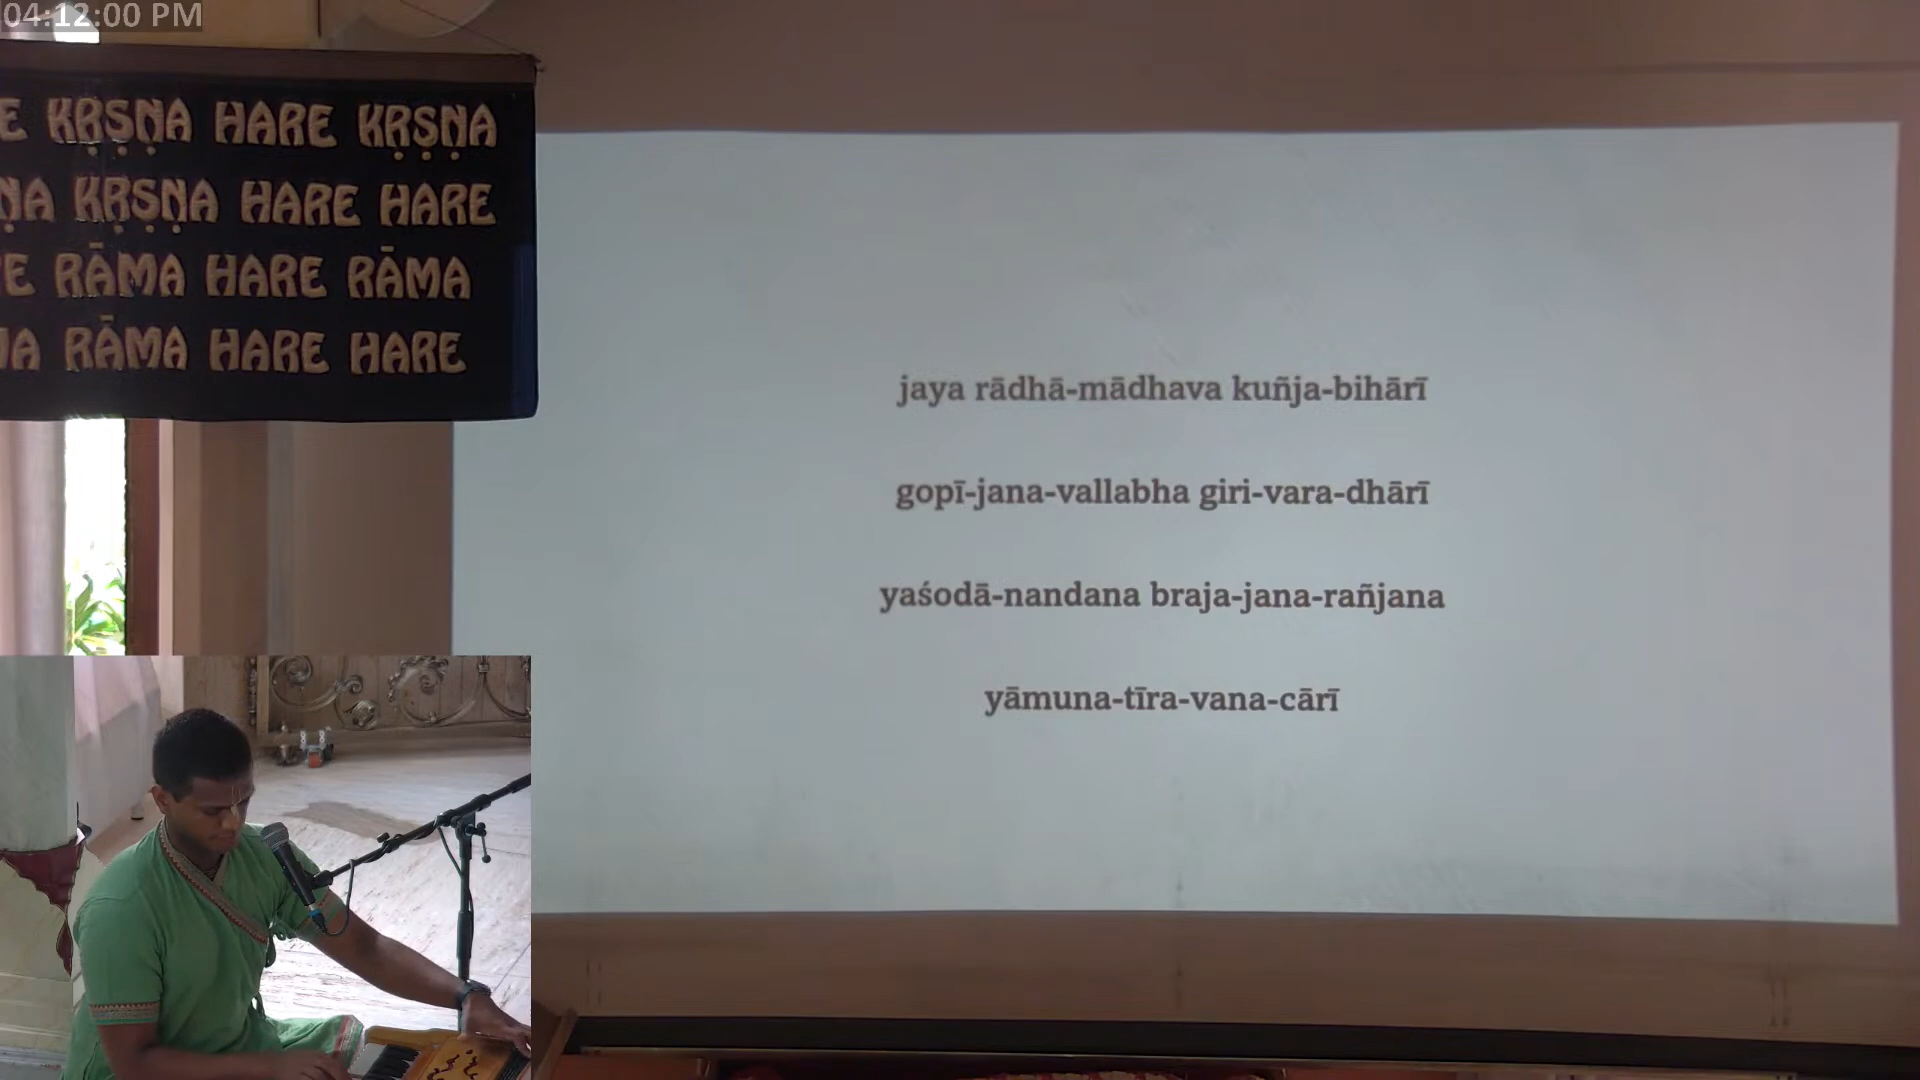 04:12:00 PM
KṚṢṆA HARE KṚṢṆA
KṚṢṆA HARE HARE
RĀMA HARE RĀMA
RĀMA HARE HARE
jaya rādhā-mādhava kuñja-bihārī
gopī-jana-vallabha giri-vara-dhārī
yaśodā-nandana braja-jana-rañjana
yāmuna-tīra-vana-cārī